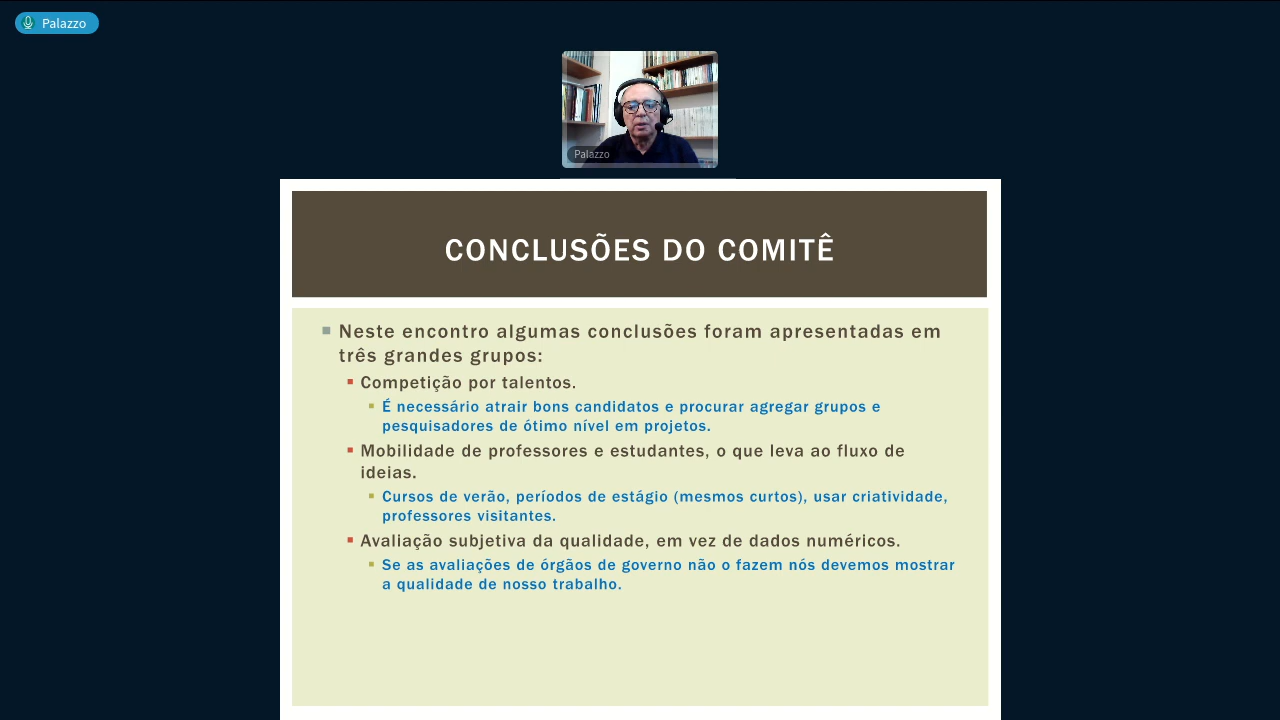 Palazzo
Palazzo
CONCLUSÕES DO COMITÊ
Neste encontro algumas conclusões foram apresentadas em
três grandes grupos:
Competição por talentos.
É necessário atrair bons candidatos e procurar agregar grupos e
pesquisadores de ótimo nível em projetos.
Mobilidade de professores e estudantes, o que leva ao fluxo de
ideias.
Cursos de verão, períodos de estágio (mesmos curtos), usar criatividade,
professores visitantes.
Avaliação subjetiva da qualidade, em vez de dados numéricos.
Se as avaliações de órgãos de governo não o fazem nós devemos mostrar
a qualidade de nosso trabalho.